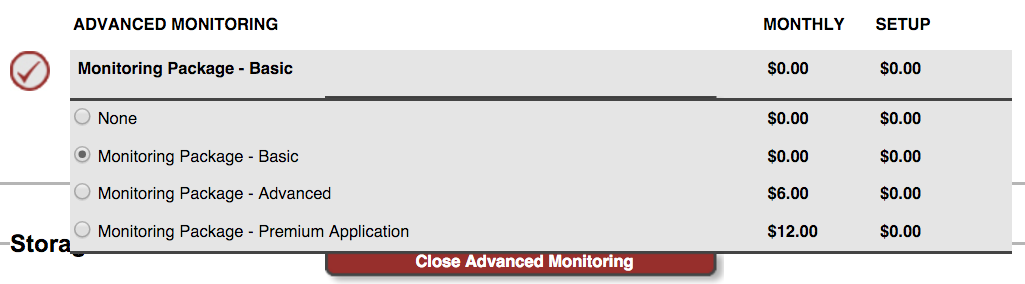 ADVANCED MONITORING MONTHLY SETUP
Monitoring Package - Basic $0.00 $0.00
None $0.00 $0.00
Monitoring Package - Basic $0.00 $0.00
Monitoring Package - Advanced $6.00 $0.00
Monitoring Package - Premium Application $12.00 $0.00
Close Advanced Monitoring